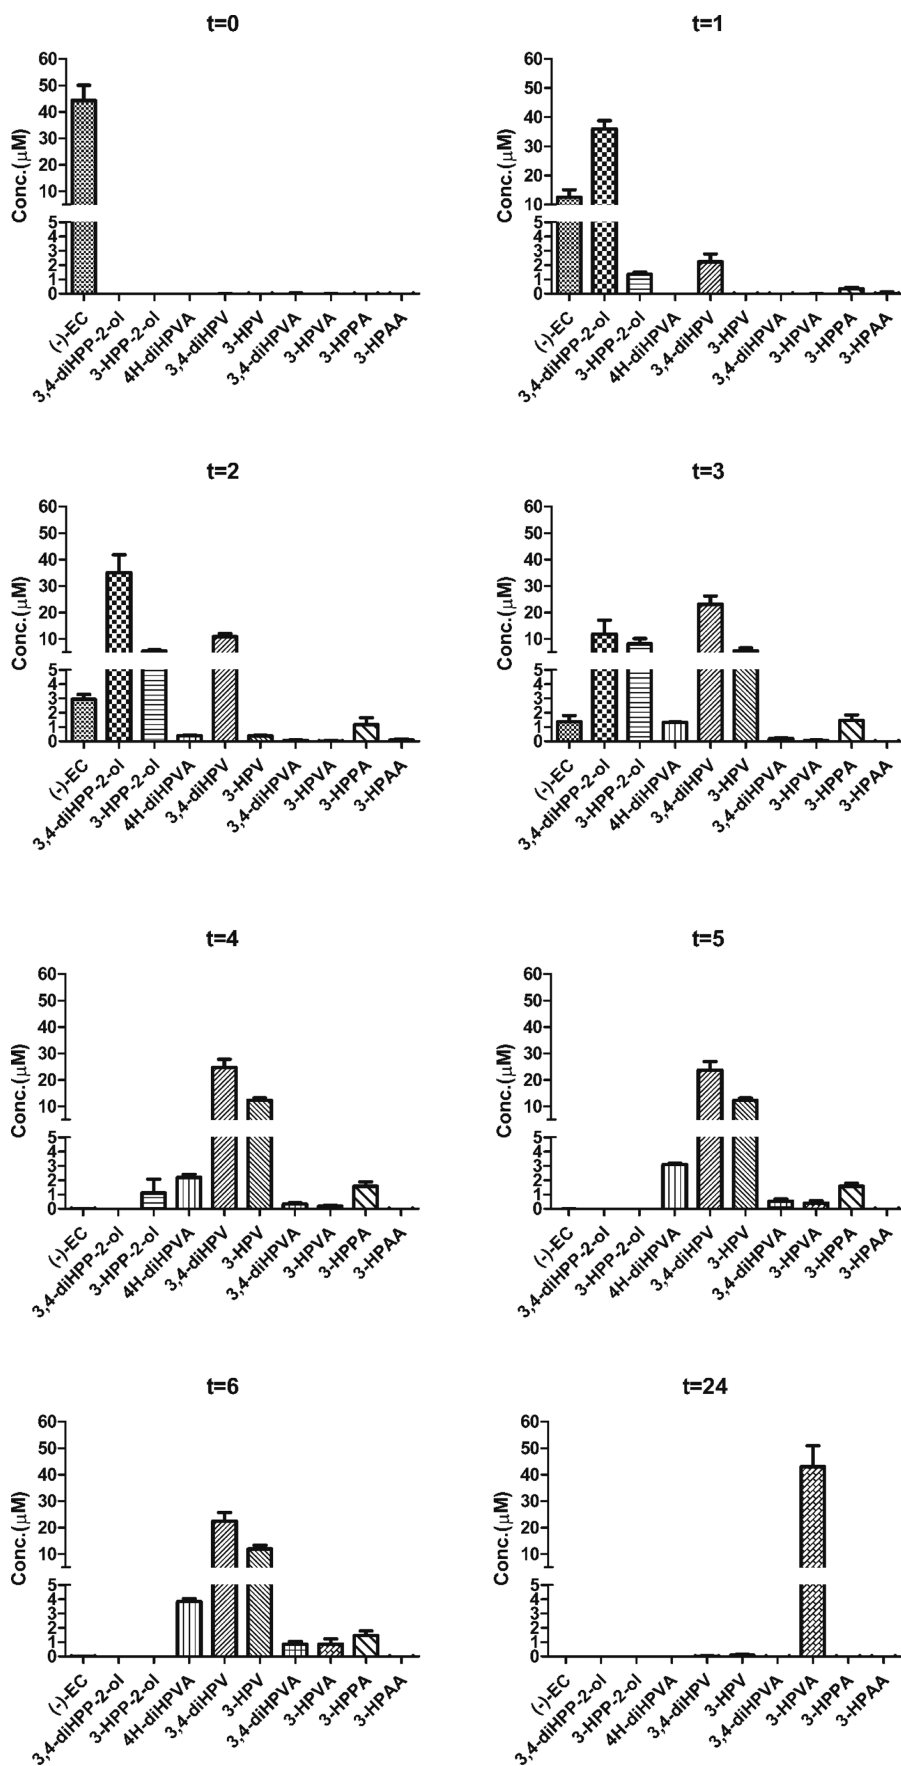 t=0
Conc.(μM)
60
50
40
30
20
10
5
4
3
2
1
0
(-)-EC
3,4-diHPP-2-ol
3-HPP-2-ol
4H-diHPVA
3,4-diHPV
3-HPV
3,4-diHPVA
3-HPVA
3-HPPA
3-HPAA
t=1
Conc.(μM)
60
50
40
30
20
10
5
4
3
2
1
0
(-)-EC
3,4-diHPP-2-ol
3-HPP-2-ol
4H-diHPVA
3,4-diHPV
3-HPV
3,4-diHPVA
3-HPVA
3-HPPA
3-HPAA
t=2
Conc.(μM)
60
50
40
30
20
10
5
4
3
2
1
0
(-)-EC
3,4-diHPP-2-ol
3-HPP-2-ol
4H-diHPVA
3,4-diHPV
3-HPV
3,4-diHPVA
3-HPVA
3-HPPA
3-HPAA
t=3
Conc.(μM)
60
50
40
30
20
10
5
4
3
2
1
0
(-)-EC
3,4-diHPP-2-ol
3-HPP-2-ol
4H-diHPVA
3,4-diHPV
3-HPV
3,4-diHPVA
3-HPVA
3-HPPA
3-HPAA
t=4
Conc.(μM)
60
50
40
30
20
10
5
4
3
2
1
0
(-)-EC
3,4-diHPP-2-ol
3-HPP-2-ol
4H-diHPVA
3,4-diHPV
3-HPV
3,4-diHPVA
3-HPVA
3-HPPA
3-HPAA
t=5
Conc.(μM)
60
50
40
30
20
10
5
4
3
2
1
0
(-)-EC
3,4-diHPP-2-ol
3-HPP-2-ol
4H-diHPVA
3,4-diHPV
3-HPV
3,4-diHPVA
3-HPVA
3-HPPA
3-HPAA
t=6
Conc.(μM)
60
50
40
30
20
10
5
4
3
2
1
0
(-)-EC
3,4-diHPP-2-ol
3-HPP-2-ol
4H-diHPVA
3,4-diHPV
3-HPV
3,4-diHPVA
3-HPVA
3-HPPA
3-HPAA
t=24
Conc.(μM)
60
50
40
30
20
10
5
4
3
2
1
0
(-)-EC
3,4-diHPP-2-ol
3-HPP-2-ol
4H-diHPVA
3,4-diHPV
3-HPV
3,4-diHPVA
3-HPVA
3-HPPA
3-HPAA